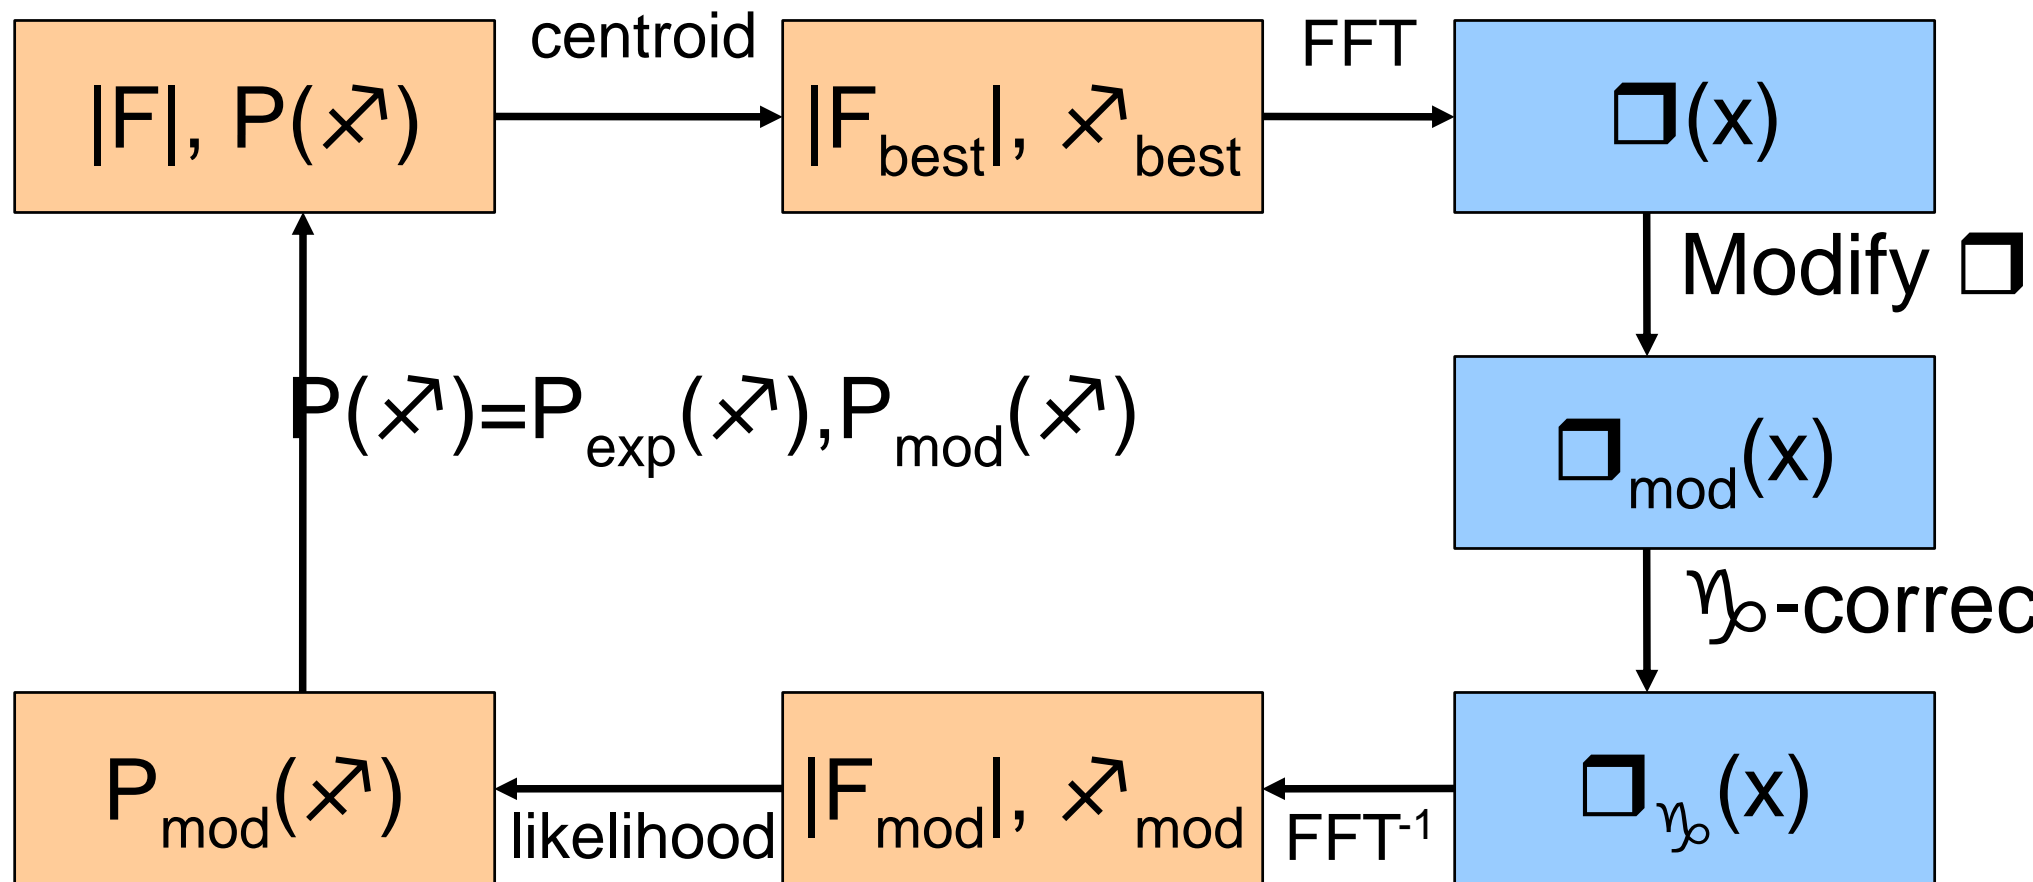 centroid
FFT
|F|, P(♐)
|F_best|, ♐_best
❒(x)
Modify ❒
P(♐)=P_exp(♐),P_mod(♐)
❒_mod(x)
♑-correc
P_mod(♐)
|F_mod|, ♐_mod
❒_♑(x)
likelihood
FFT⁻¹